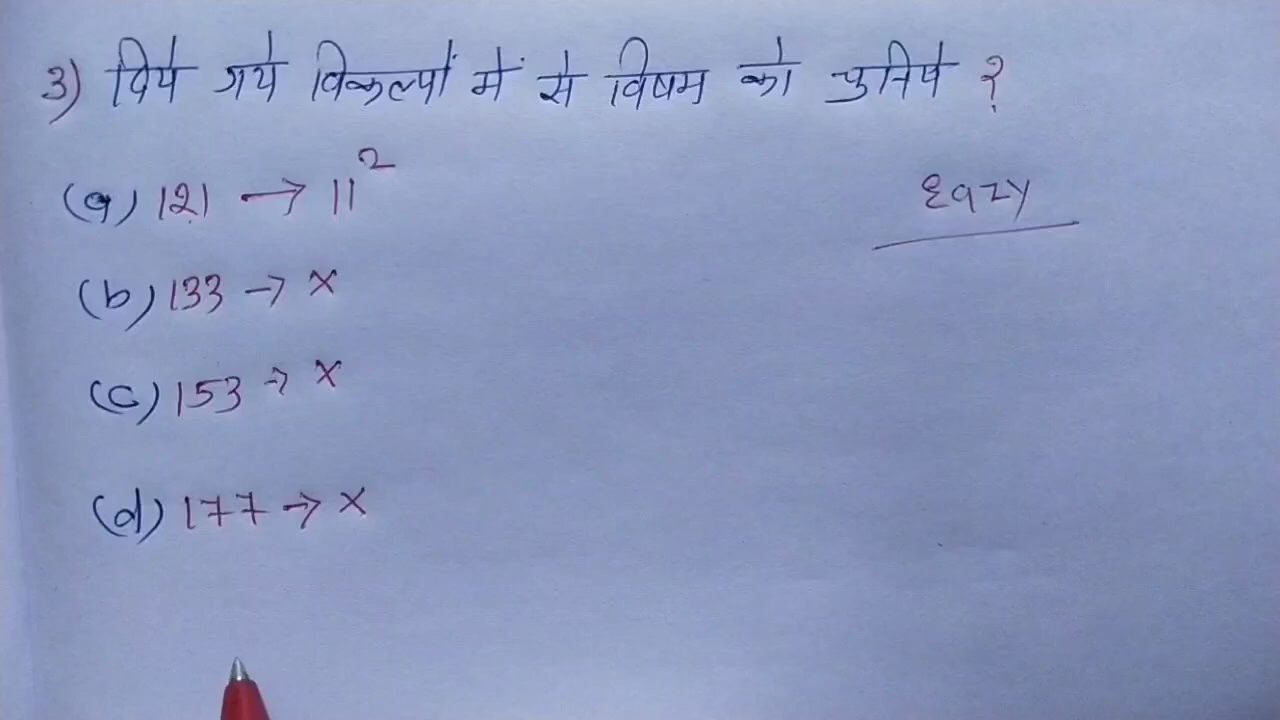 3) दिये गये विकल्पों में से विषम को चुनिये ?
(a) 121 → 11²
Eazy
(b) 133 → ×
(c) 153 → ×
(d) 177 → ×